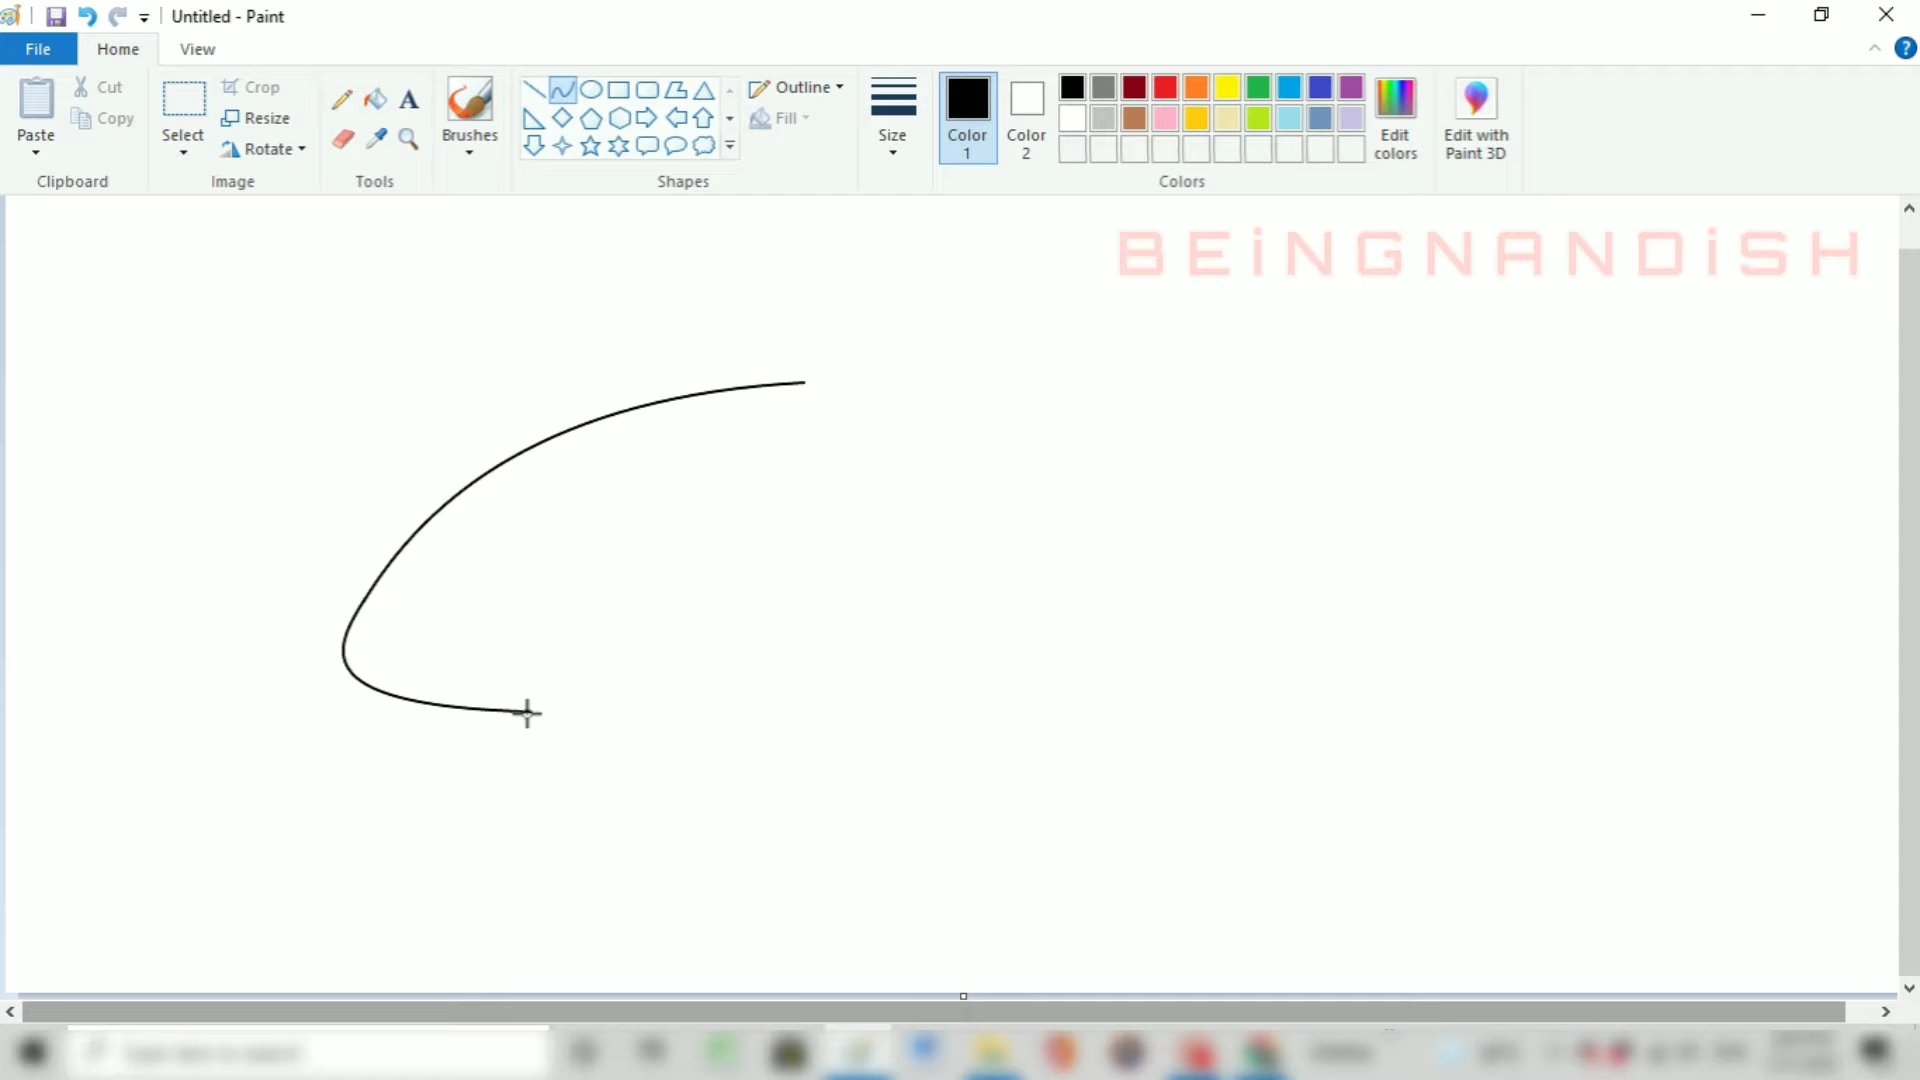 Untitled - Paint
File Home View
Cut
Copy
Paste
Clipboard
Crop
Resize
Rotate
Select
Image
A
Tools
Brushes
Outline
Fill
Shapes
Size
Color 1
Color 2
Edit colors
Colors
Edit with Paint 3D
?
BEiNGNANDiSH